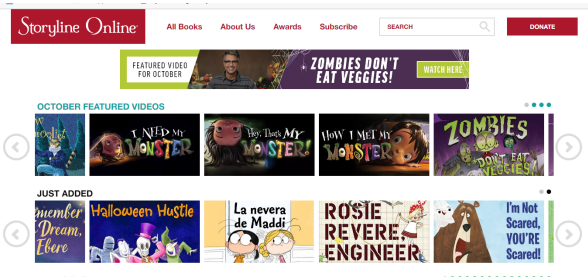 Storyline Online®
All Books About Us Awards Subscribe SEARCH DONATE
FEATURED VIDEO
FOR OCTOBER
ZOMBIES DON'T
EAT VEGGIES!
WATCH HERE
OCTOBER FEATURED VIDEOS
I NEED MY
MONSTER
Hey, That's MY
MONSTER!
HOW I MET MY
MONSTER
ZOMBIES
DON'T EAT
VEGGIES!
JUST ADDED
Dream,
Ebere
Halloween Hustle
La nevera
de Maddi
ROSIE
REVERE,
ENGINEER
I'm Not
Scared,
YOU'RE
Scared!